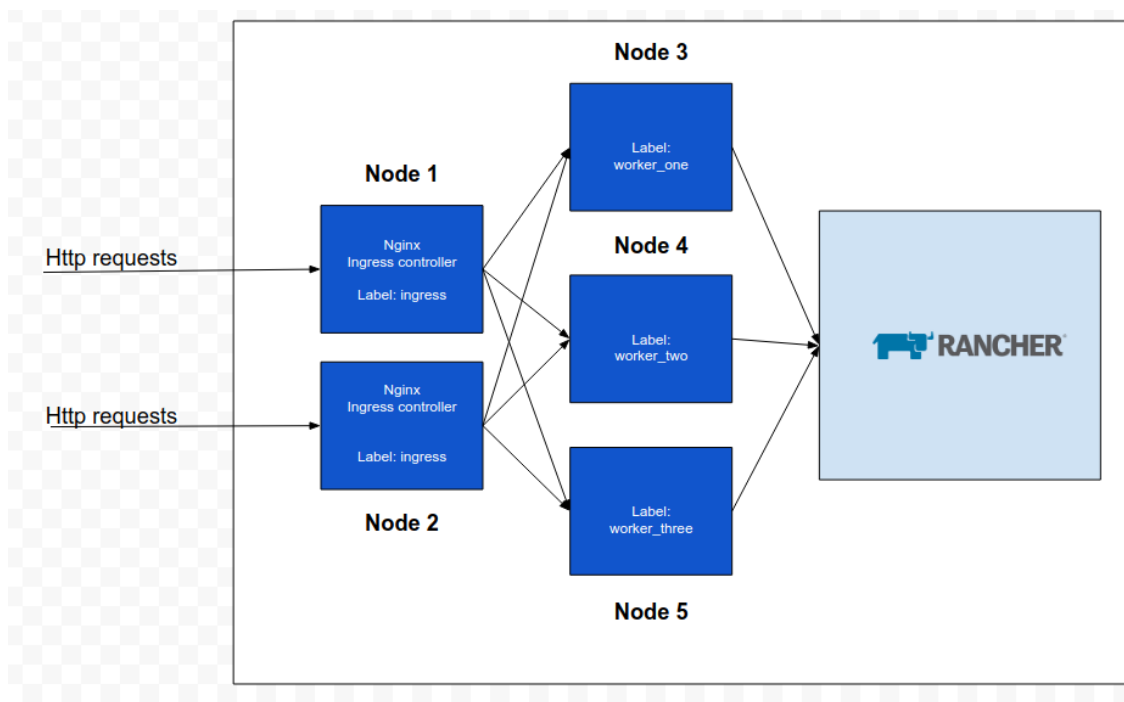 Node 3
Label:
worker_one
Node 1
Nginx
Ingress controller
Label: ingress
Http requests
Node 4
Label:
worker_two
RANCHER®
Nginx
Ingress controller
Label: ingress
Http requests
Node 2
Label:
worker_three
Node 5